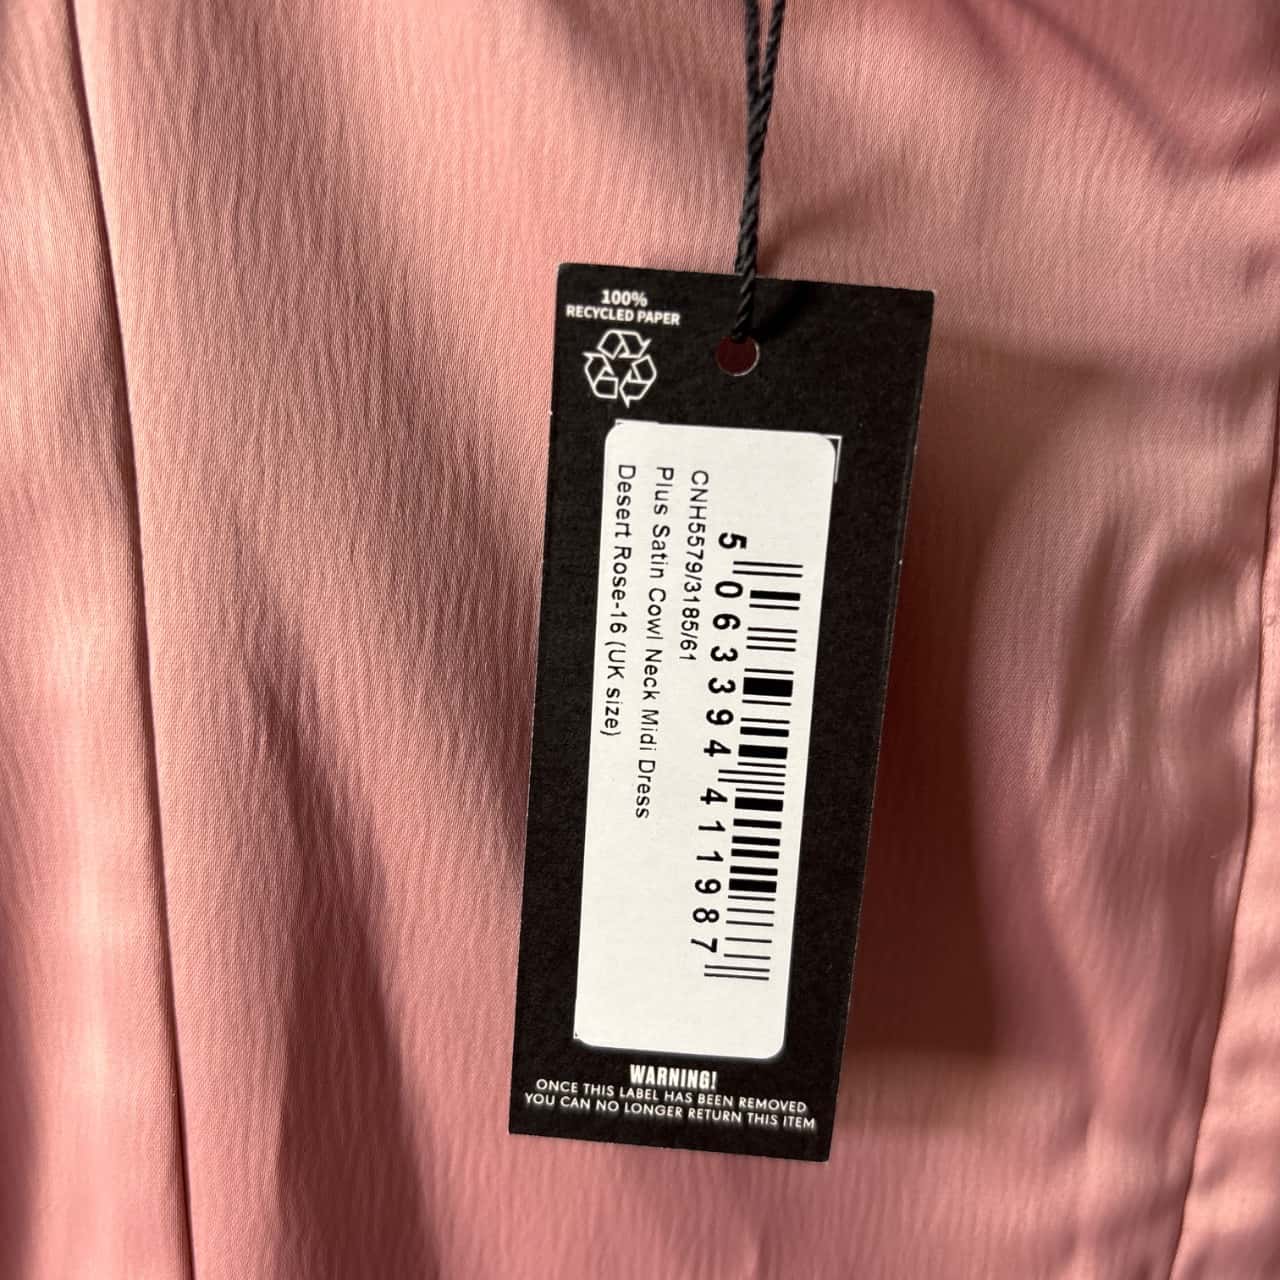 100%
RECYCLED PAPER
5 063394 411987
CNH5579/3185/61
Plus Satin Cowl Neck Midi Dress
Desert Rose-16 (UK size)
WARNING!
ONCE THIS LABEL HAS BEEN REMOVED
YOU CAN NO LONGER RETURN THIS ITEM